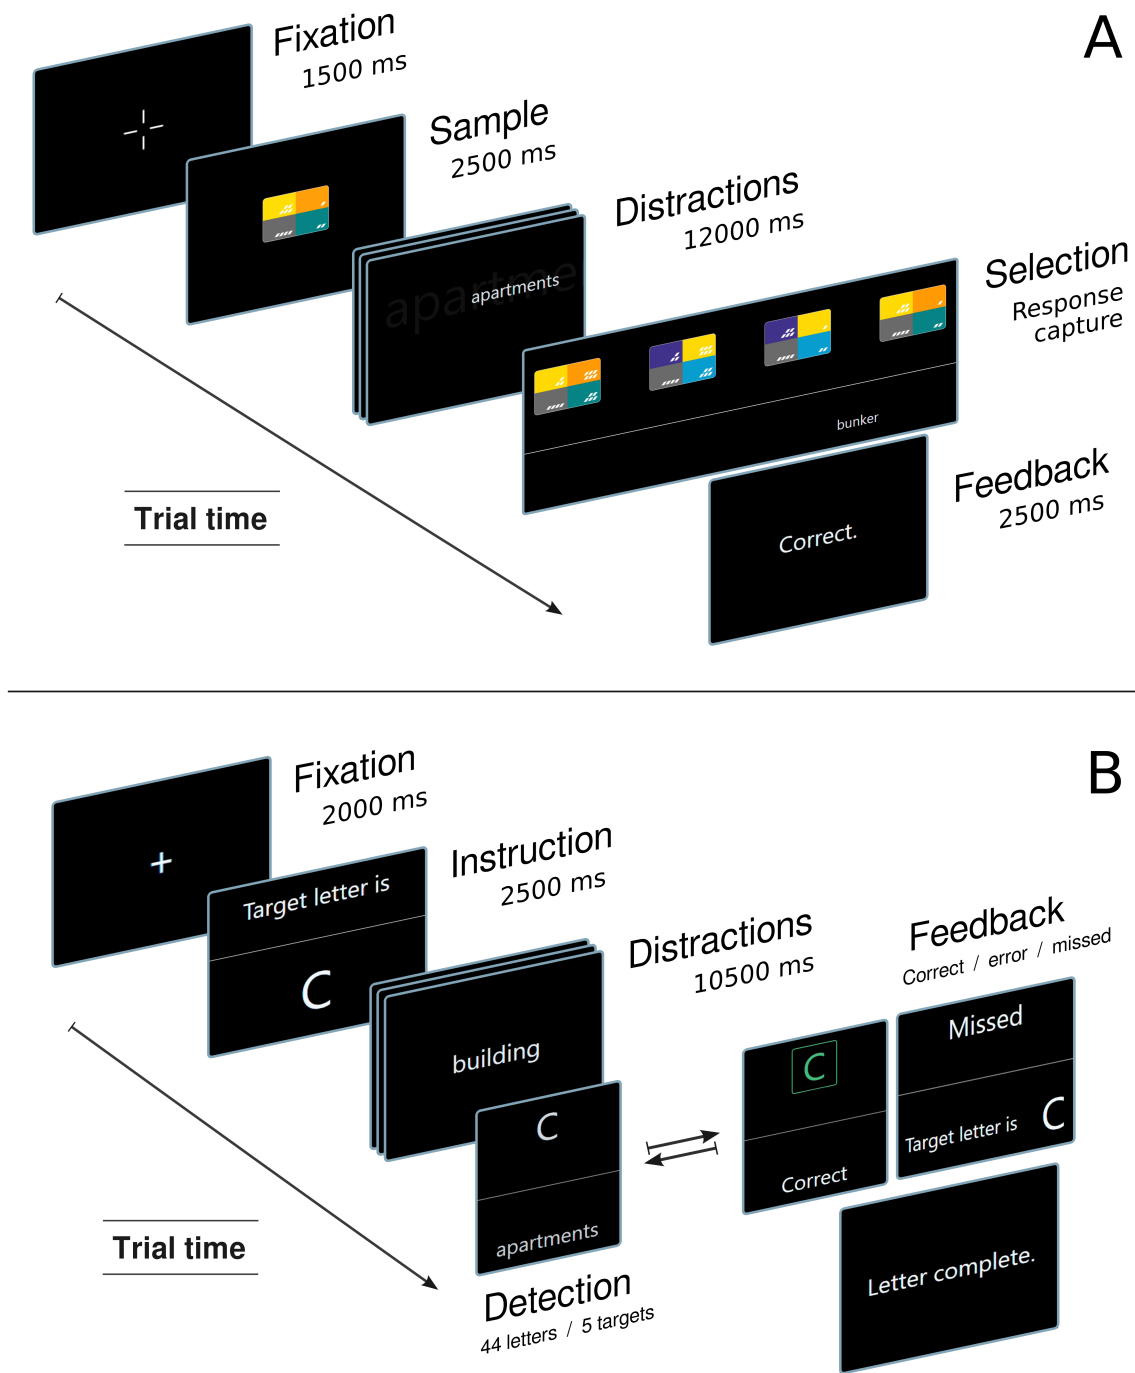 A
Fixation
1500 ms
Sample
2500 ms
Distractions
12000 ms
apartme
apartments
Selection
Response
capture
bunker
Feedback
2500 ms
Correct.
Trial time
B
Fixation
2000 ms
+
Instruction
2500 ms
Target letter is
C
Distractions
10500 ms
building
Feedback
Correct / error / missed
C
apartments
C
Correct
Missed
Target letter is C
Letter complete.
Trial time
Detection
44 letters / 5 targets